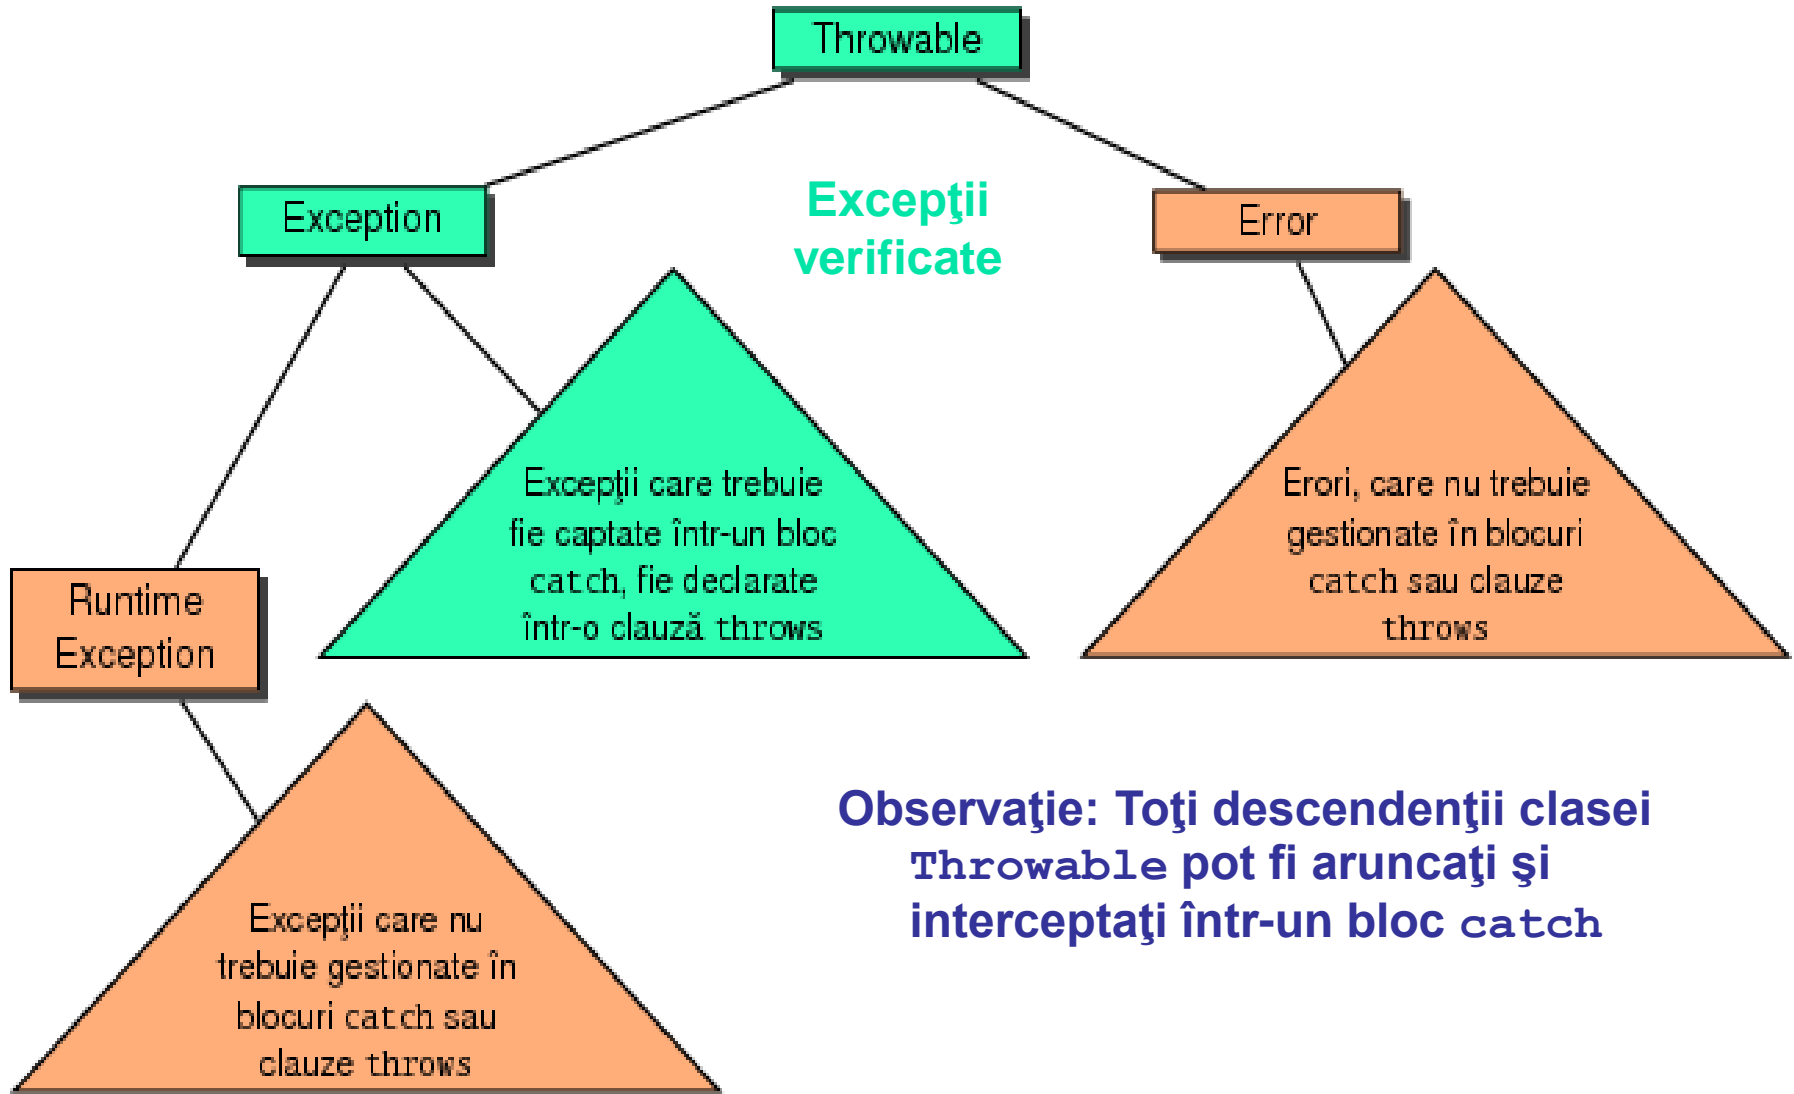 Throwable
Exception
Excepţii
verificate
Error
Excepţii care trebuie
fie captate într-un bloc
catch, fie declarate
într-o clauză throws
Erori, care nu trebuie
gestionate în blocuri
catch sau clauze
throws
Runtime
Exception
Excepţii care nu
trebuie gestionate în
blocuri catch sau
clauze throws
Observaţie: Toţi descendenţii clasei
Throwable pot fi aruncaţi şi
interceptaţi într-un bloc catch